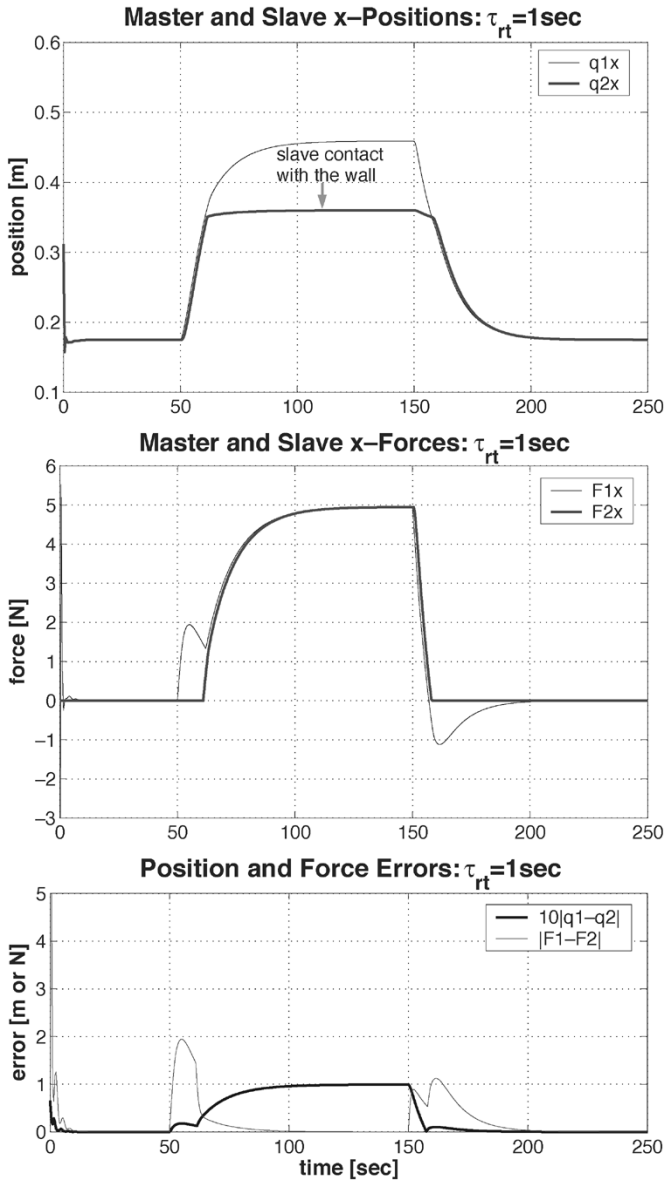 Master and Slave x–Positions: τrt=1sec
0.6
q1x
q2x
0.5
slave contact
with the wall
0.4
position [m]
0.3
0.2
0.1
0 50 100 150 200 250
Master and Slave x–Forces: τrt=1sec
6
F1x
F2x
5
4
3
force [N]
2
1
0
–1
–2
–3
0 50 100 150 200 250
Position and Force Errors: τrt=1sec
5
10|q1–q2|
|F1–F2|
4
3
error [m or N]
2
1
0
0 50 100 150 200 250
time [sec]